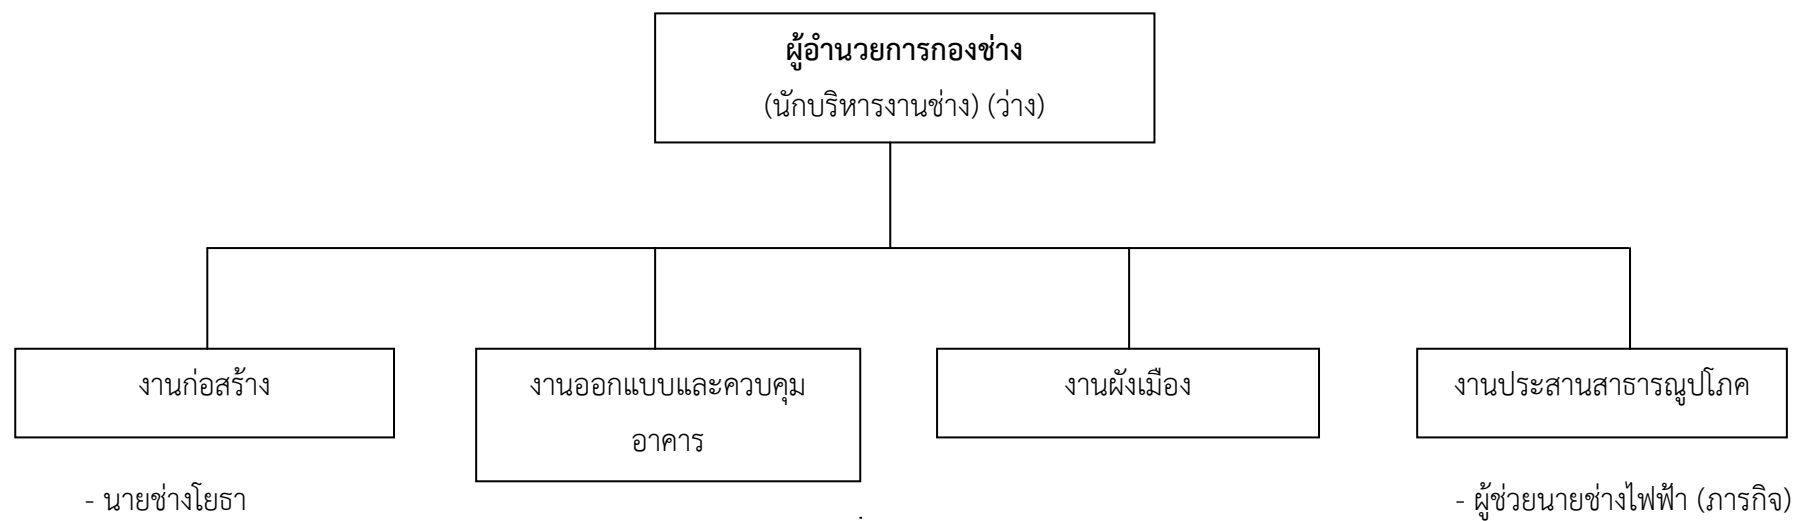 ผู้อำนวยการกองช่าง
(นักบริหารงานช่าง) (ว่าง)
งานก่อสร้าง
งานออกแบบและควบคุม
อาคาร
งานผังเมือง
งานประสานสาธารณูปโภค
- นายช่างโยธา
- ผู้ช่วยนายช่างไฟฟ้า (ภารกิจ)